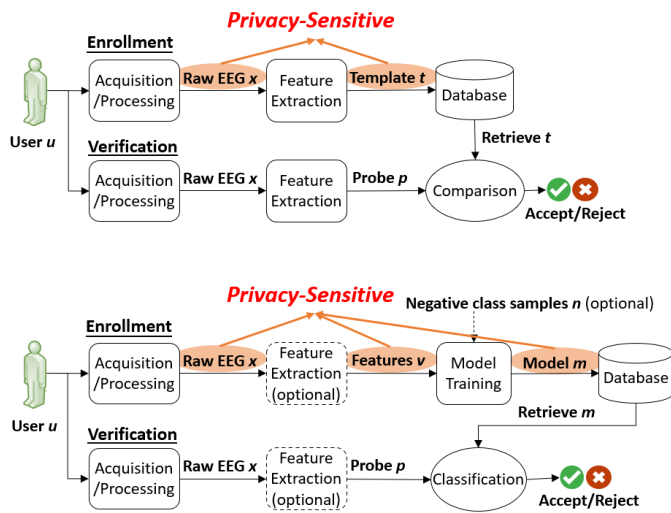 Privacy-Sensitive
Enrollment
Acquisition
/Processing
Raw EEG x
Feature
Extraction
Template t
Database
User u
Retrieve t
Verification
Acquisition
/Processing
Raw EEG x
Feature
Extraction
Probe p
Comparison
Accept/Reject
Privacy-Sensitive
Negative class samples n (optional)
Enrollment
Acquisition
/Processing
Raw EEG x
Feature
Extraction
(optional)
Features v
Model
Training
Model m
Database
User u
Retrieve m
Verification
Acquisition
/Processing
Raw EEG x
Feature
Extraction
(optional)
Probe p
Classification
Accept/Reject